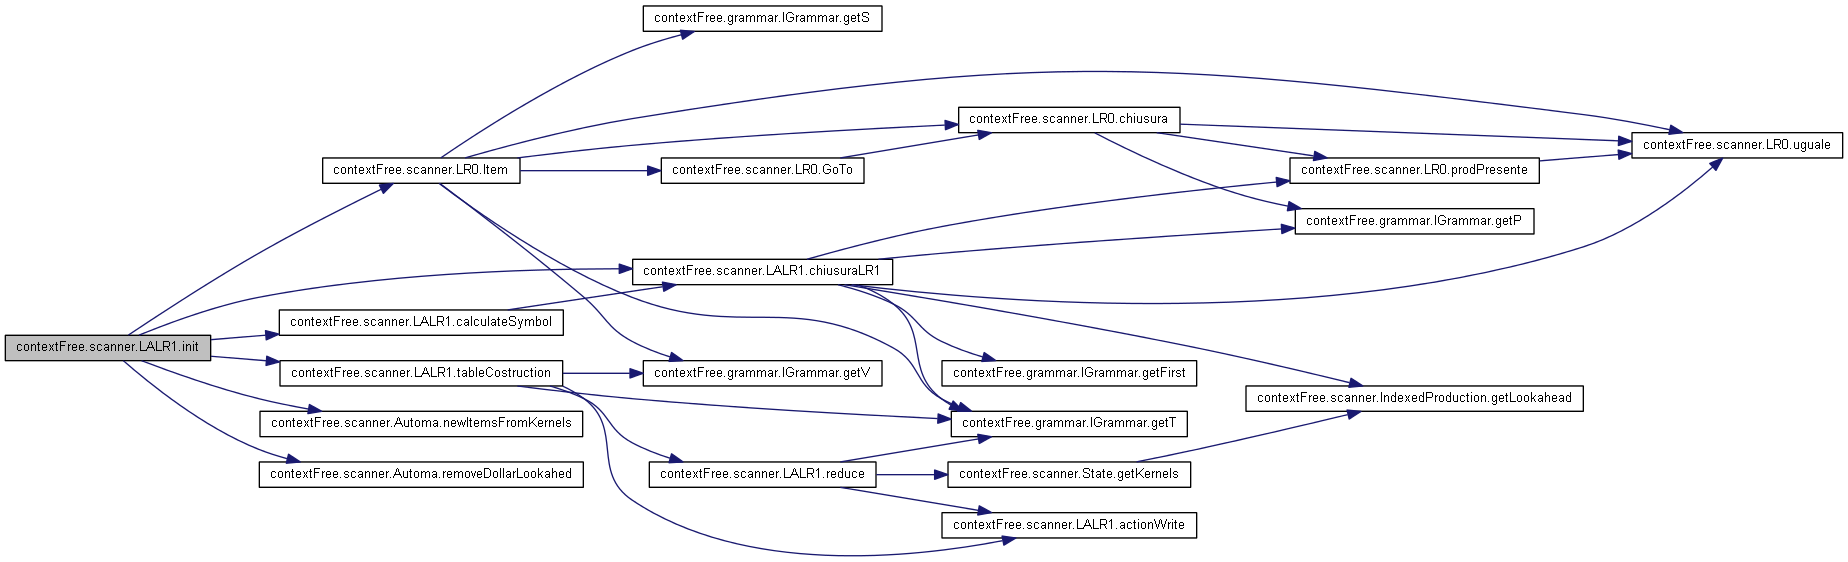 contextFree.grammar.IGrammar.getS
contextFree.scanner.LR0.chiusura
contextFree.scanner.LR0.uguale
contextFree.scanner.LR0.Item
contextFree.scanner.LR0.GoTo
contextFree.scanner.LR0.prodPresente
contextFree.grammar.IGrammar.getP
contextFree.scanner.LALR1.chiusuraLR1
contextFree.scanner.LALR1.calculateSymbol
contextFree.scanner.LALR1.init
contextFree.scanner.LALR1.tableCostruction
contextFree.grammar.IGrammar.getV
contextFree.grammar.IGrammar.getFirst
contextFree.scanner.IndexedProduction.getLookahead
contextFree.scanner.Automa.newItemsFromKernels
contextFree.grammar.IGrammar.getT
contextFree.scanner.Automa.removeDollarLookahed
contextFree.scanner.LALR1.reduce
contextFree.scanner.State.getKernels
contextFree.scanner.LALR1.actionWrite